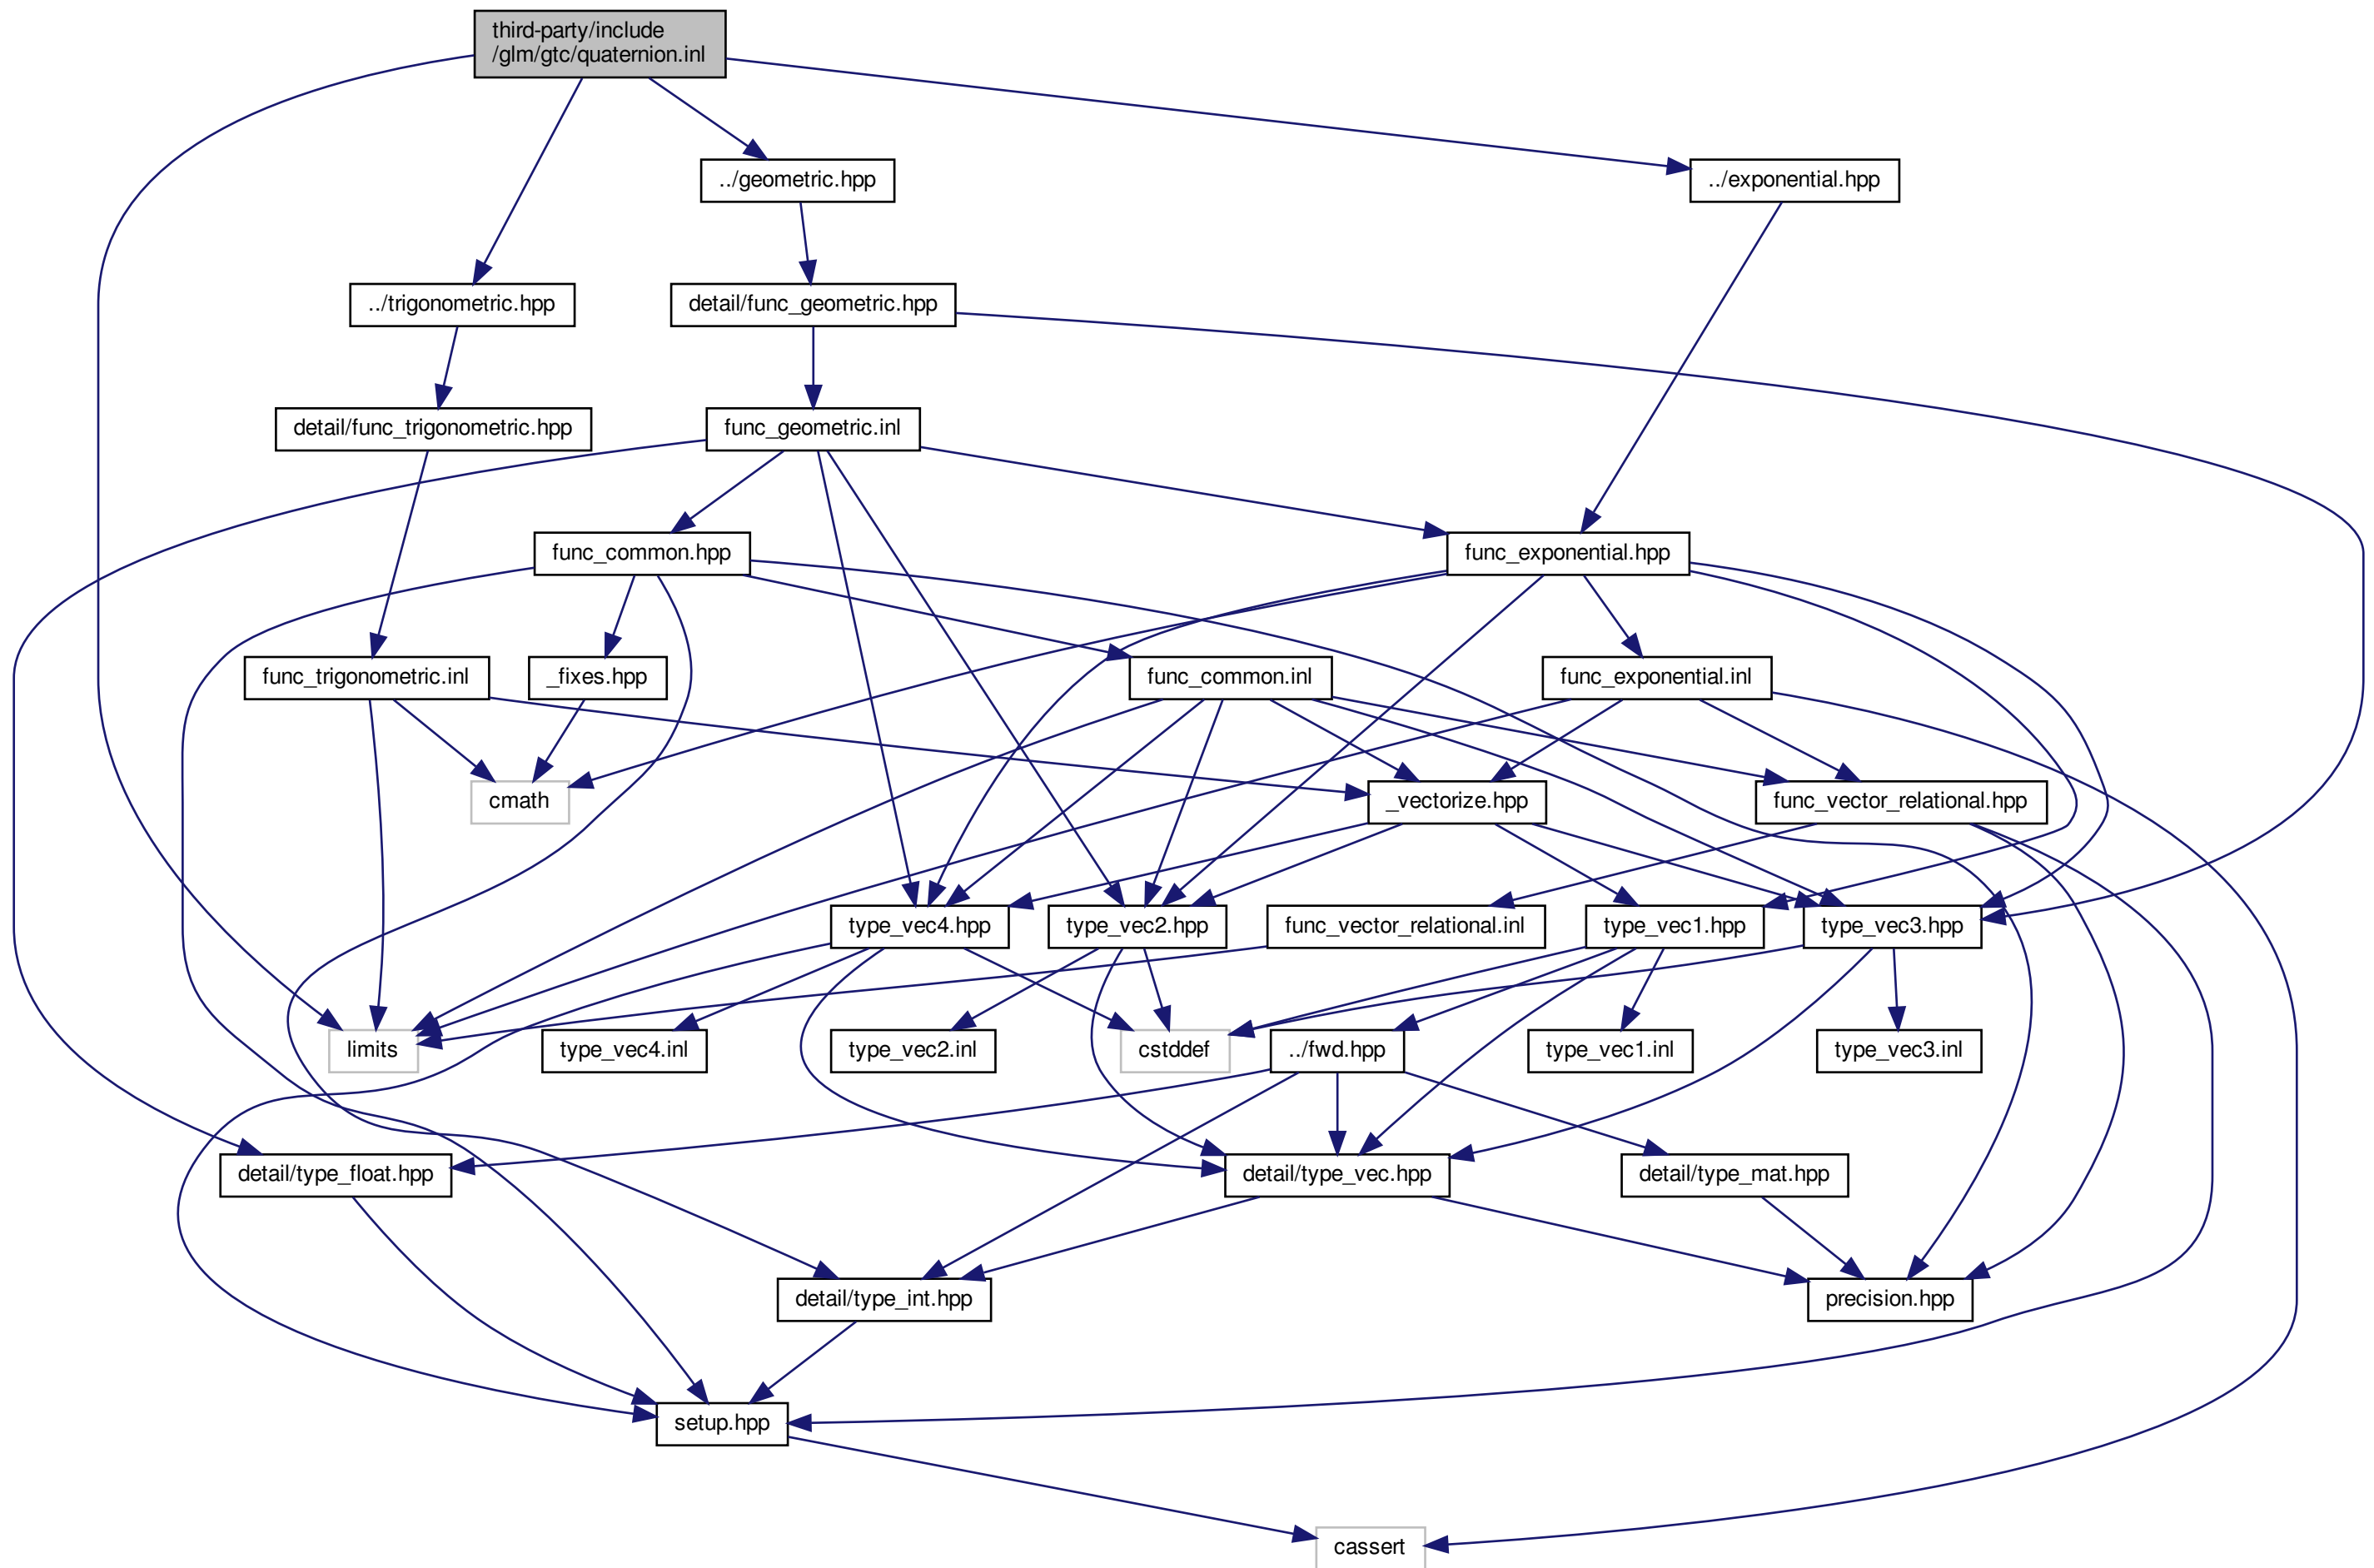 third-party/include
/glm/gtc/quaternion.inl
../geometric.hpp
../exponential.hpp
../trigonometric.hpp
detail/func_geometric.hpp
detail/func_trigonometric.hpp
func_geometric.inl
func_common.hpp
func_exponential.hpp
func_trigonometric.inl
_fixes.hpp
func_common.inl
func_exponential.inl
cmath
_vectorize.hpp
func_vector_relational.hpp
type_vec4.hpp
type_vec2.hpp
func_vector_relational.inl
type_vec1.hpp
type_vec3.hpp
limits
type_vec4.inl
type_vec2.inl
cstddef
../fwd.hpp
type_vec1.inl
type_vec3.inl
detail/type_float.hpp
detail/type_vec.hpp
detail/type_mat.hpp
detail/type_int.hpp
precision.hpp
setup.hpp
cassert